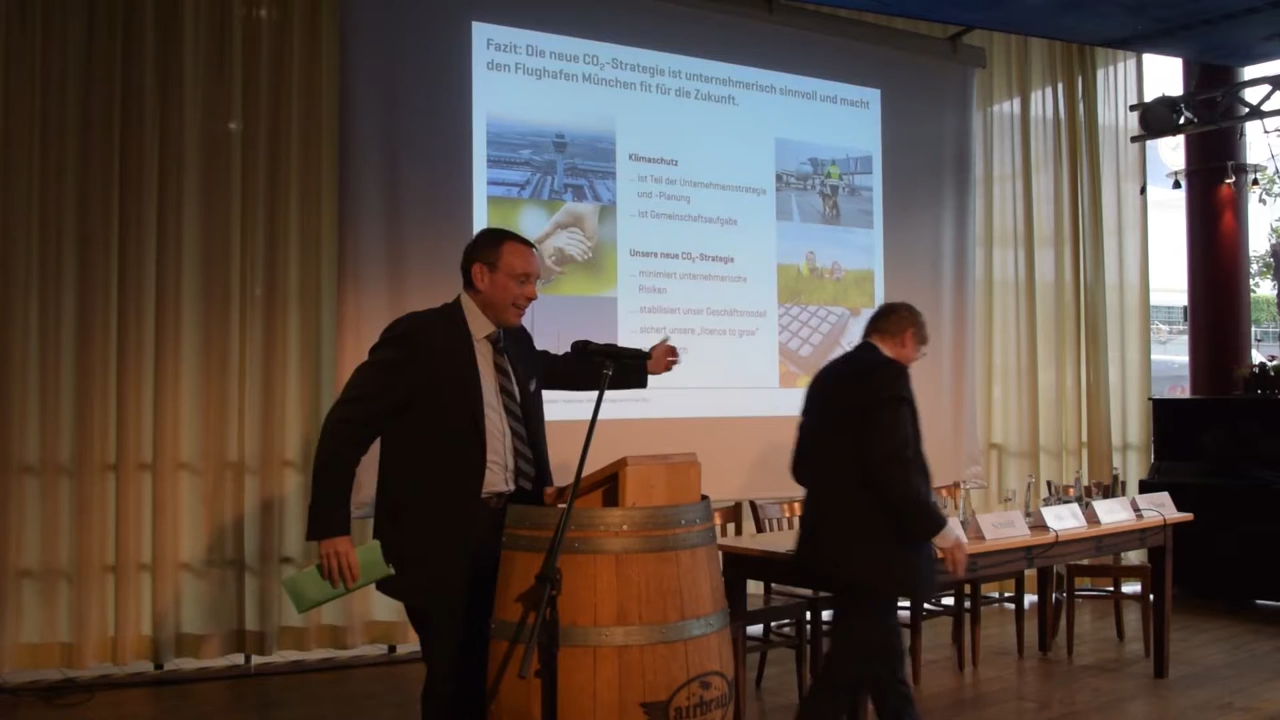 Fazit: Die neue CO₂-Strategie ist unternehmerisch sinnvoll und macht
den Flughafen München fit für die Zukunft.
Klimaschutz
... ist Teil der Unternehmensstrategie
und -Planung
... ist Gemeinschaftsaufgabe
Unsere neue CO₂-Strategie
... minimiert unternehmerische
Risiken
... stabilisiert unser Geschäftsmodell
... sichert unsere „licence to grow"
Schmidt
airbräu